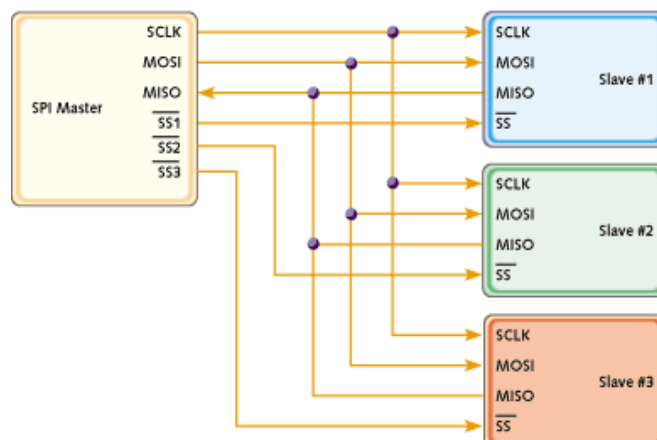 SPI Master
SCLK
MOSI
MISO
SS1
SS2
SS3
SCLK
MOSI
MISO
SS
Slave #1
SCLK
MOSI
MISO
SS
Slave #2
SCLK
MOSI
MISO
SS
Slave #3